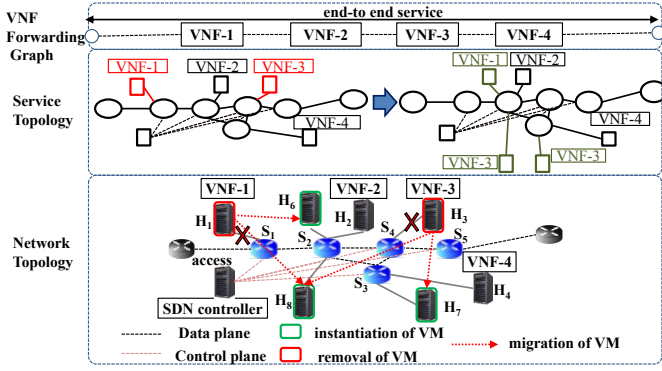 VNF
Forwarding
Graph
end-to end service
VNF-1
VNF-2
VNF-3
VNF-4
Service
Topology
VNF-1
VNF-2
VNF-3
VNF-4
VNF-1
VNF-2
VNF-4
VNF-3
VNF-3
Network
Topology
VNF-1
VNF-2
VNF-3
H6
H1
H2
H3
S1
S2
S4
S5
access
VNF-4
S3
SDN controller
H8
H7
H4
Data plane
instantiation of VM
migration of VM
Control plane
removal of VM